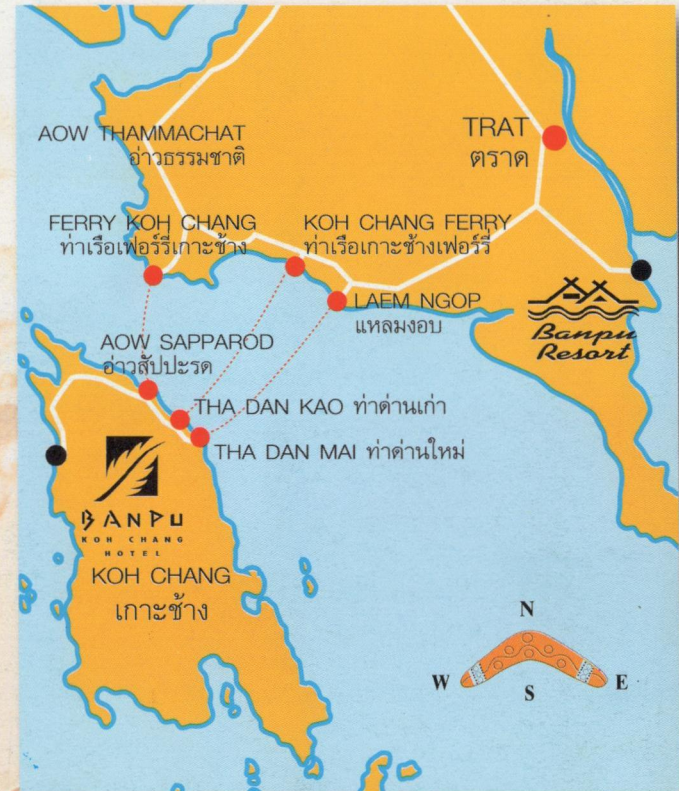 AOW THAMMACHAT
อ่าวธรรมชาติ
TRAT
ตราด
FERRY KOH CHANG
ท่าเรือเฟอร์รี่เกาะช้าง
KOH CHANG FERRY
ท่าเรือเกาะช้างเฟอร์รี่
LAEM NGOP
แหลมงอบ
Banpu
Resort
AOW SAPPAROD
อ่าวสัปปะรด
THA DAN KAO ท่าด่านเก่า
THA DAN MAI ท่าด่านใหม่
BANPU
KOH CHANG
HOTEL
KOH CHANG
เกาะช้าง
N
W
S
E